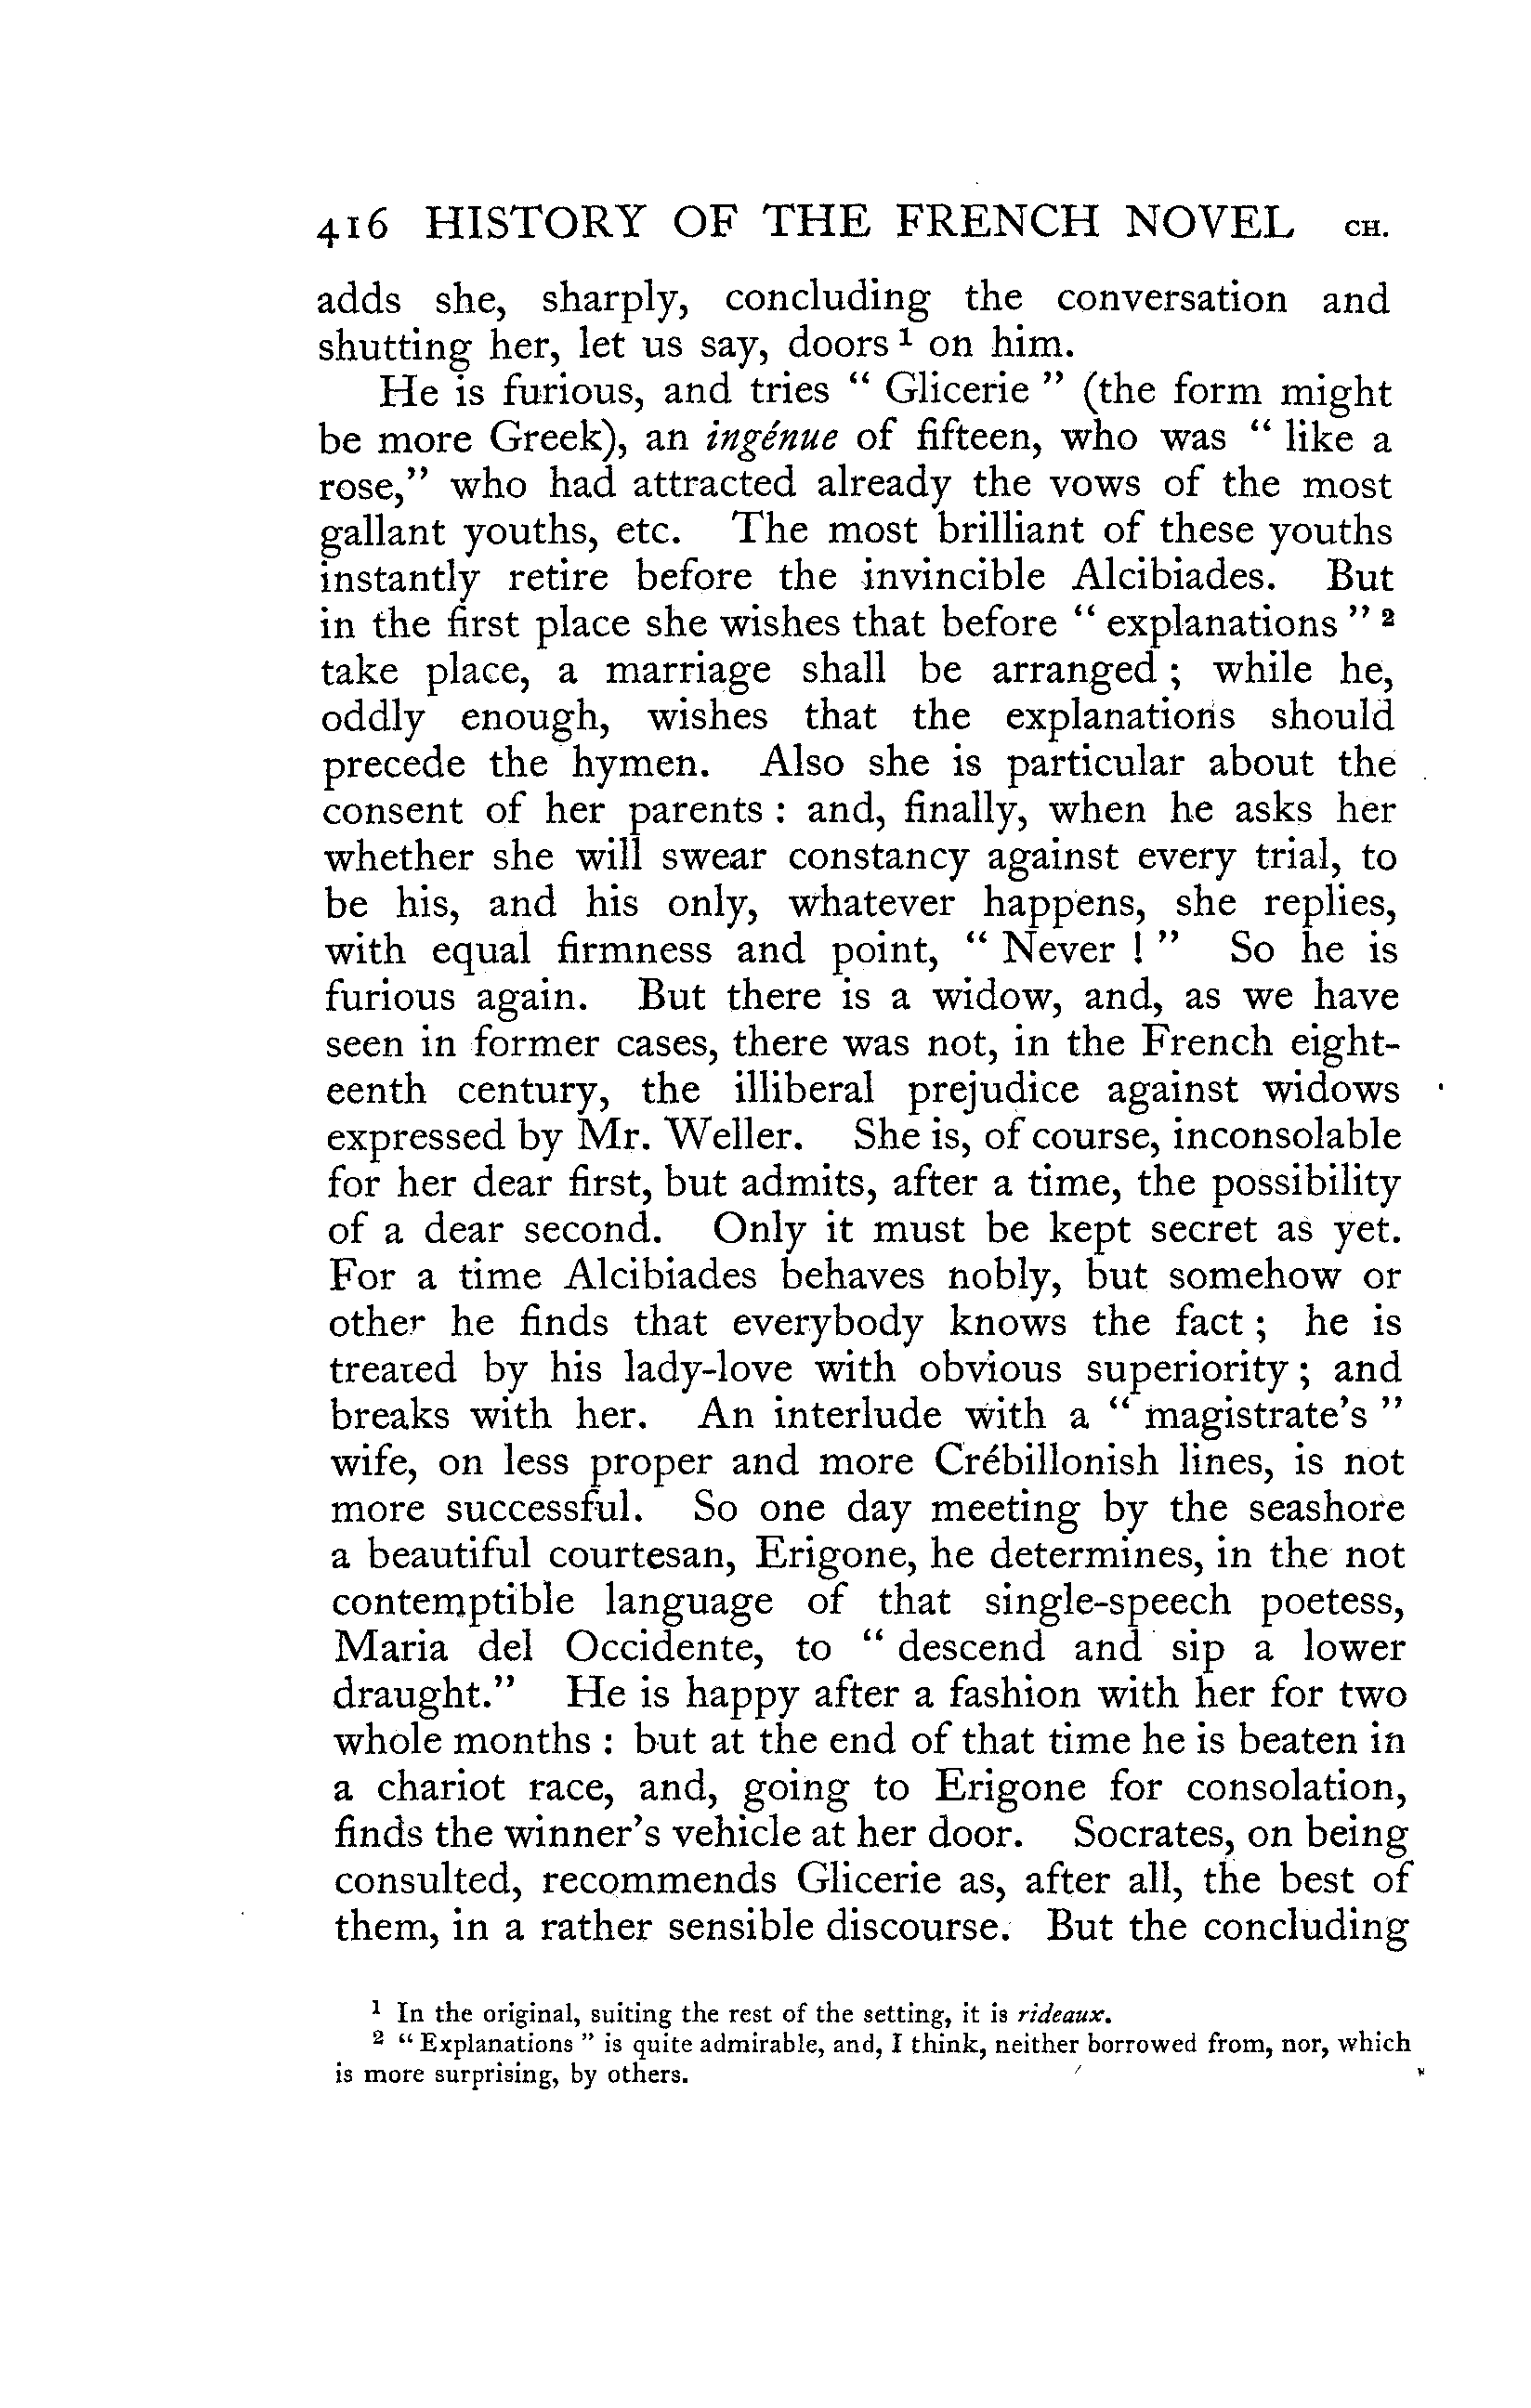 416 HISTORY OF THE FRENCH NOVEL CH.
adds she, sharply, concluding the conversation and
shutting her, let us say, doors ¹ on him.
He is furious, and tries “ Glicerie ” (the form might
be more Greek), an ingénue of fifteen, who was “ like a
rose,” who had attracted already the vows of the most
gallant youths, etc. The most brilliant of these youths
instantly retire before the invincible Alcibiades. But
in the first place she wishes that before “ explanations ” ²
take place, a marriage shall be arranged ; while he,
oddly enough, wishes that the explanations should
precede the hymen. Also she is particular about the
consent of her parents : and, finally, when he asks her
whether she will swear constancy against every trial, to
be his, and his only, whatever happens, she replies,
with equal firmness and point, “ Never ! ” So he is
furious again. But there is a widow, and, as we have
seen in former cases, there was not, in the French eight-
eenth century, the illiberal prejudice against widows
expressed by Mr. Weller. She is, of course, inconsolable
for her dear first, but admits, after a time, the possibility
of a dear second. Only it must be kept secret as yet.
For a time Alcibiades behaves nobly, but somehow or
other he finds that everybody knows the fact ; he is
treated by his lady-love with obvious superiority ; and
breaks with her. An interlude with a “ magistrate’s ”
wife, on less proper and more Crébillonish lines, is not
more successful. So one day meeting by the seashore
a beautiful courtesan, Erigone, he determines, in the not
contemptible language of that single-speech poetess,
Maria del Occidente, to “ descend and sip a lower
draught.” He is happy after a fashion with her for two
whole months : but at the end of that time he is beaten in
a chariot race, and, going to Erigone for consolation,
finds the winner’s vehicle at her door. Socrates, on being
consulted, recommends Glicerie as, after all, the best of
them, in a rather sensible discourse. But the concluding
¹ In the original, suiting the rest of the setting, it is rideaux.
² “ Explanations ” is quite admirable, and, I think, neither borrowed from, nor, which
is more surprising, by others.